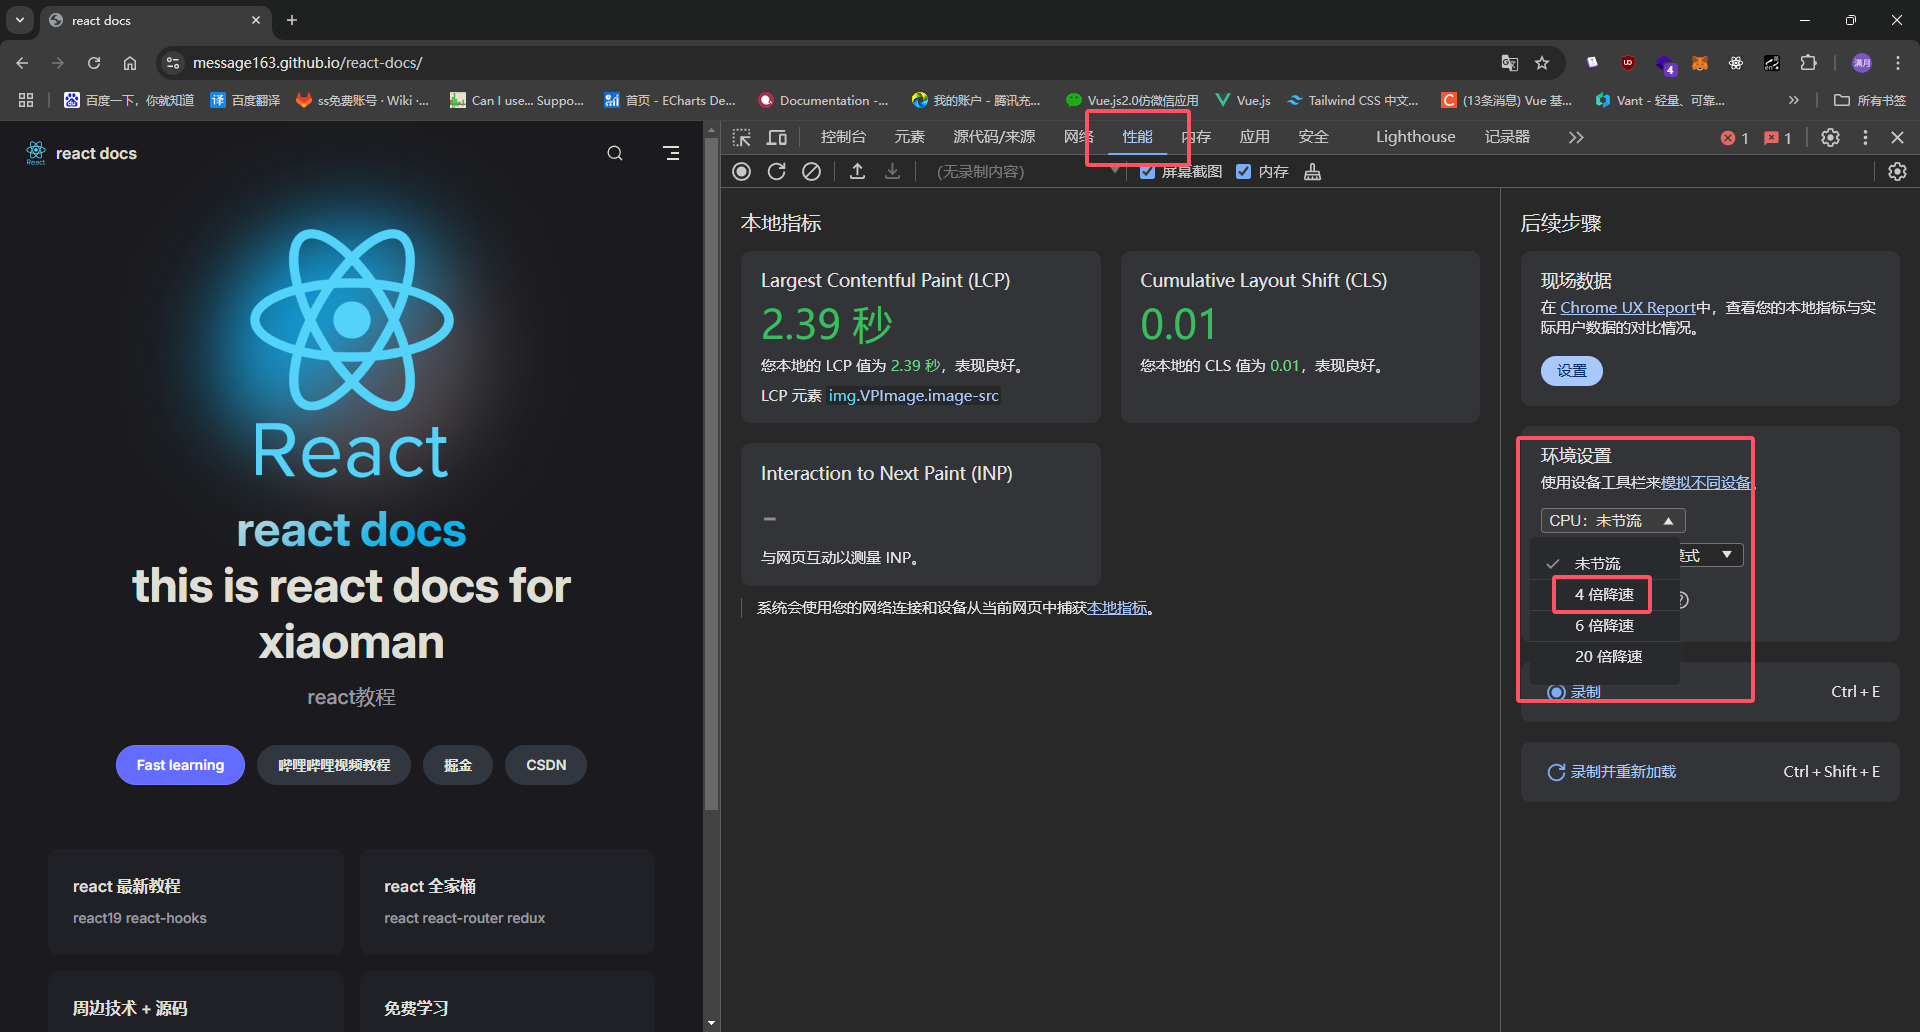 react docs
message163.github.io/react-docs/
4
满月
百度一下，你就知道
译 百度翻译
ss免费账号 · Wiki ·...
Can I use... Suppo...
首页 - ECharts De...
Documentation -...
我的账户 - 腾讯充...
Vue.js2.0仿微信应用
Vue.js
Tailwind CSS 中文...
(13条消息) Vue 基...
Vant - 轻量、可靠...
所有书签
React
react docs
React
react docs
this is react docs for
xiaoman
react教程
Fast learning
哔哩哔哩视频教程
掘金
CSDN
react 最新教程
react19 react-hooks
react 全家桶
react react-router redux
周边技术 + 源码
免费学习
控制台
元素
源代码/来源
网络
性能
内存
应用
安全
Lighthouse
记录器
1
1
(无录制内容)
屏幕截图
内存
本地指标
Largest Contentful Paint (LCP)
2.39 秒
您本地的 LCP 值为 2.39 秒，表现良好。
LCP 元素 img.VPImage.image-src
Cumulative Layout Shift (CLS)
0.01
您本地的 CLS 值为 0.01，表现良好。
Interaction to Next Paint (INP)
-
与网页互动以测量 INP。
系统会使用您的网络连接和设备从当前网页中捕获本地指标。
后续步骤
现场数据
在 Chrome UX Report中，查看您的本地指标与实
际用户数据的对比情况。
设置
环境设置
使用设备工具栏来模拟不同设备。
CPU：未节流
未节流
模式
4 倍降速
6 倍降速
20 倍降速
录制
Ctrl + E
录制并重新加载
Ctrl + Shift + E